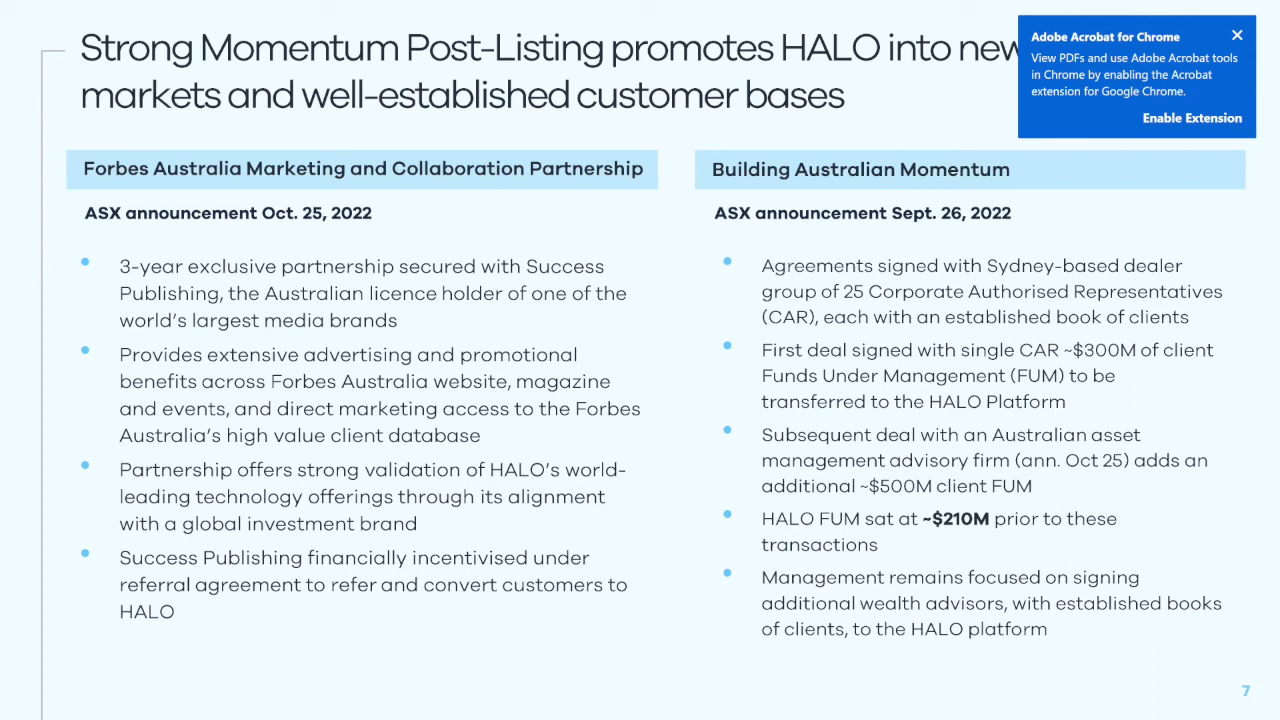 Strong Momentum Post-Listing promotes HALO into new
markets and well-established customer bases
Adobe Acrobat for Chrome
View PDFs and use Adobe Acrobat tools
in Chrome by enabling the Acrobat
extension for Google Chrome.
Enable Extension
Forbes Australia Marketing and Collaboration Partnership
ASX announcement Oct. 25, 2022
3-year exclusive partnership secured with Success
Publishing, the Australian licence holder of one of the
world's largest media brands
Provides extensive advertising and promotional
benefits across Forbes Australia website, magazine
and events, and direct marketing access to the Forbes
Australia's high value client database
Partnership offers strong validation of HALO's world-
leading technology offerings through its alignment
with a global investment brand
Success Publishing financially incentivised under
referral agreement to refer and convert customers to
HALO
Building Australian Momentum
ASX announcement Sept. 26, 2022
Agreements signed with Sydney-based dealer
group of 25 Corporate Authorised Representatives
(CAR), each with an established book of clients
First deal signed with single CAR ~$300M of client
Funds Under Management (FUM) to be
transferred to the HALO Platform
Subsequent deal with an Australian asset
management advisory firm (ann. Oct 25) adds an
additional ~$500M client FUM
HALO FUM sat at ~$210M prior to these
transactions
Management remains focused on signing
additional wealth advisors, with established books
of clients, to the HALO platform
7